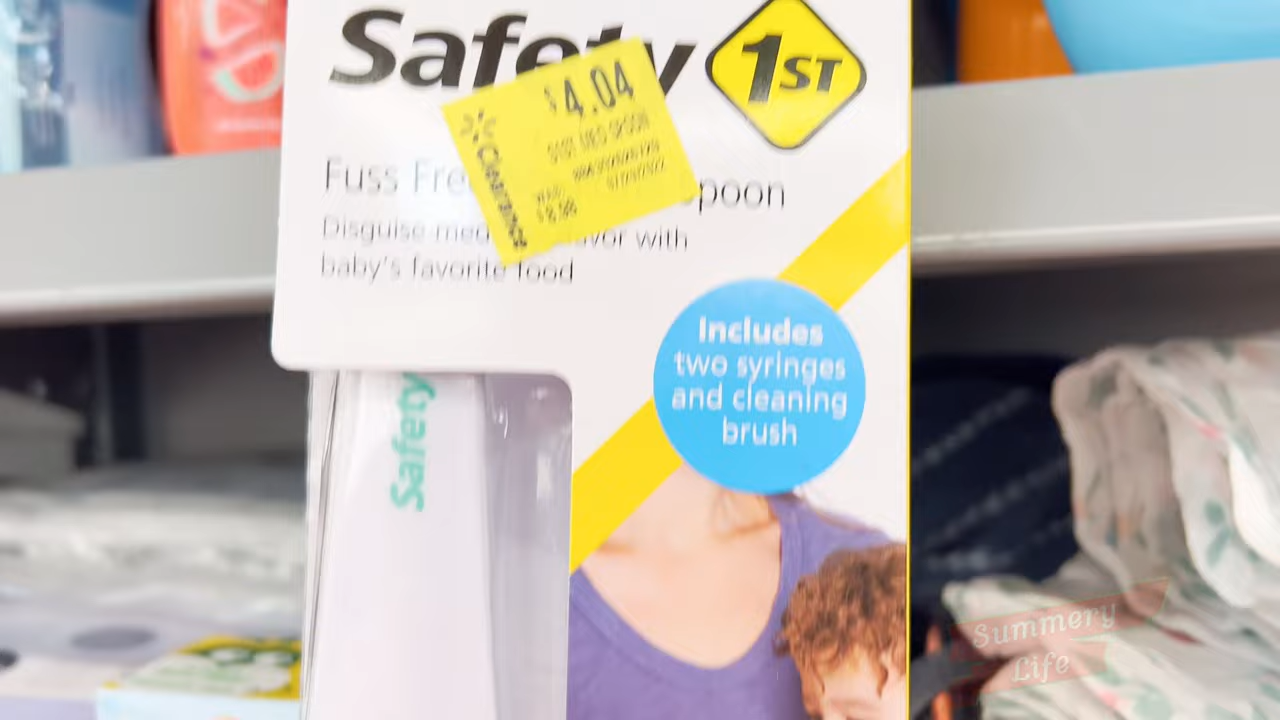 Safety 1ST
$4.04
Clearance
Fuss Fre
poon
Disguise med
avor with
baby's favorite food
Includes
two syringes
and cleaning
brush
Safety
Summery
Life